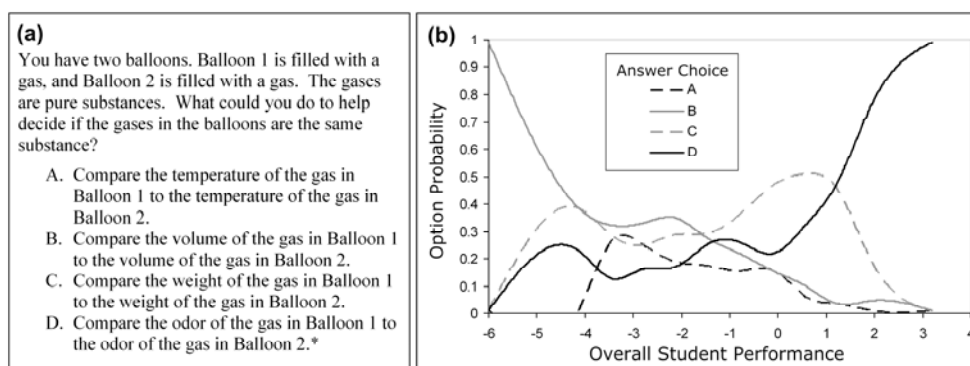 (a)
You have two balloons. Balloon 1 is filled with a
gas, and Balloon 2 is filled with a gas. The gases
are pure substances. What could you do to help
decide if the gases in the balloons are the same
substance?
A. Compare the temperature of the gas in
Balloon 1 to the temperature of the gas in
Balloon 2.
B. Compare the volume of the gas in Balloon 1
to the volume of the gas in Balloon 2.
C. Compare the weight of the gas in Balloon 1
to the weight of the gas in Balloon 2.
D. Compare the odor of the gas in Balloon 1 to
the odor of the gas in Balloon 2.*
(b)
Option Probability
1
0.9
0.8
0.7
0.6
0.5
0.4
0.3
0.2
0.1
0
Answer Choice
A
B
C
D
-6 -5 -4 -3 -2 -1 0 1 2 3 4
Overall Student Performance